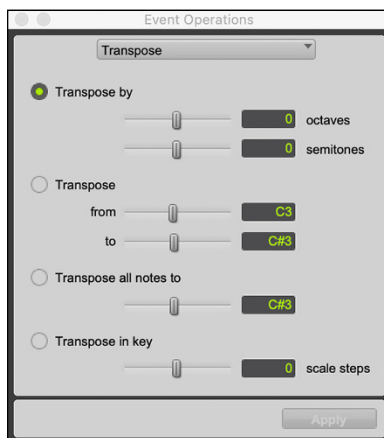 Event Operations
Transpose
Transpose by
0 octaves
0 semitones
Transpose
from C3
to C#3
Transpose all notes to
C#3
Transpose in key
0 scale steps
Apply